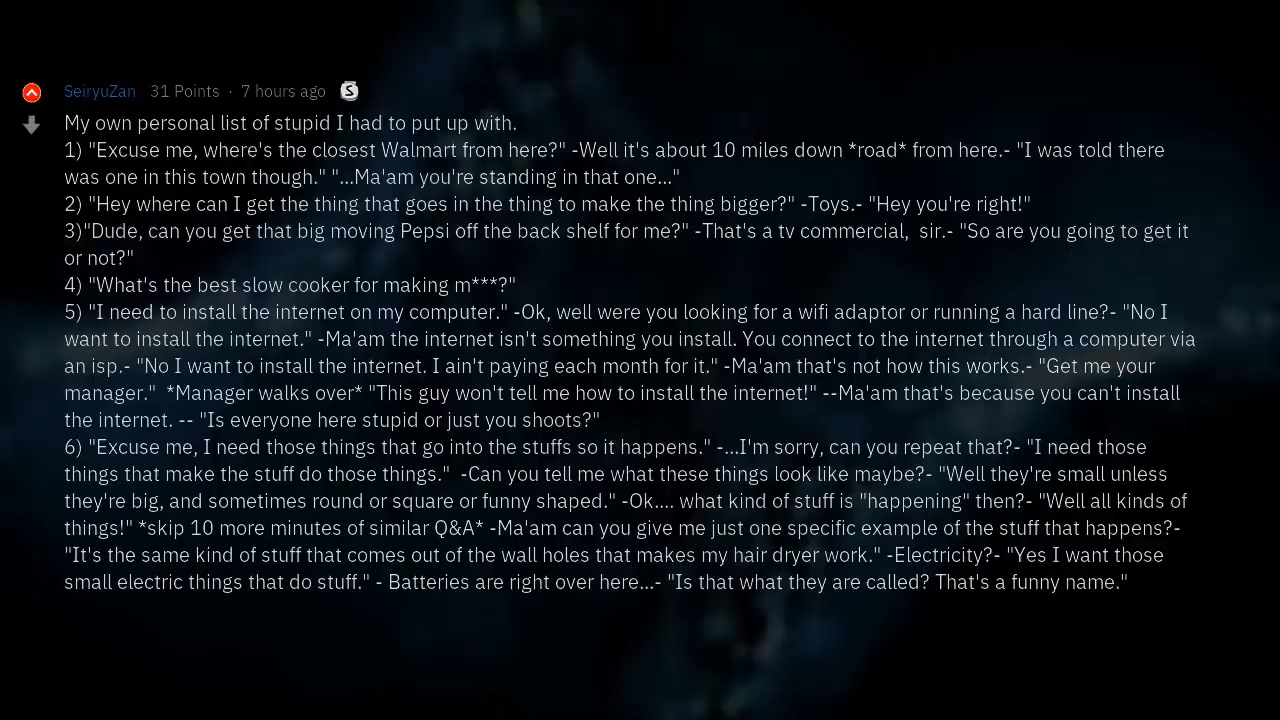 SeiryuZan 31 Points · 7 hours ago S
My own personal list of stupid I had to put up with.
1) "Excuse me, where's the closest Walmart from here?" -Well it's about 10 miles down *road* from here.- "I was told there
was one in this town though." "...Ma'am you're standing in that one..."
2) "Hey where can I get the thing that goes in the thing to make the thing bigger?" -Toys.- "Hey you're right!"
3)"Dude, can you get that big moving Pepsi off the back shelf for me?" -That's a tv commercial,  sir.- "So are you going to get it
or not?"
4) "What's the best slow cooker for making m***?"
5) "I need to install the internet on my computer." -Ok, well were you looking for a wifi adaptor or running a hard line?- "No I
want to install the internet." -Ma'am the internet isn't something you install. You connect to the internet through a computer via
an isp.- "No I want to install the internet. I ain't paying each month for it." -Ma'am that's not how this works.- "Get me your
manager."  *Manager walks over* "This guy won't tell me how to install the internet!" --Ma'am that's because you can't install
the internet. -- "Is everyone here stupid or just you shoots?"
6) "Excuse me, I need those things that go into the stuffs so it happens." -...I'm sorry, can you repeat that?- "I need those
things that make the stuff do those things."  -Can you tell me what these things look like maybe?- "Well they're small unless
they're big, and sometimes round or square or funny shaped." -Ok.... what kind of stuff is "happening" then?- "Well all kinds of
things!" *skip 10 more minutes of similar Q&A* -Ma'am can you give me just one specific example of the stuff that happens?-
"It's the same kind of stuff that comes out of the wall holes that makes my hair dryer work." -Electricity?- "Yes I want those
small electric things that do stuff." - Batteries are right over here...- "Is that what they are called? That's a funny name."